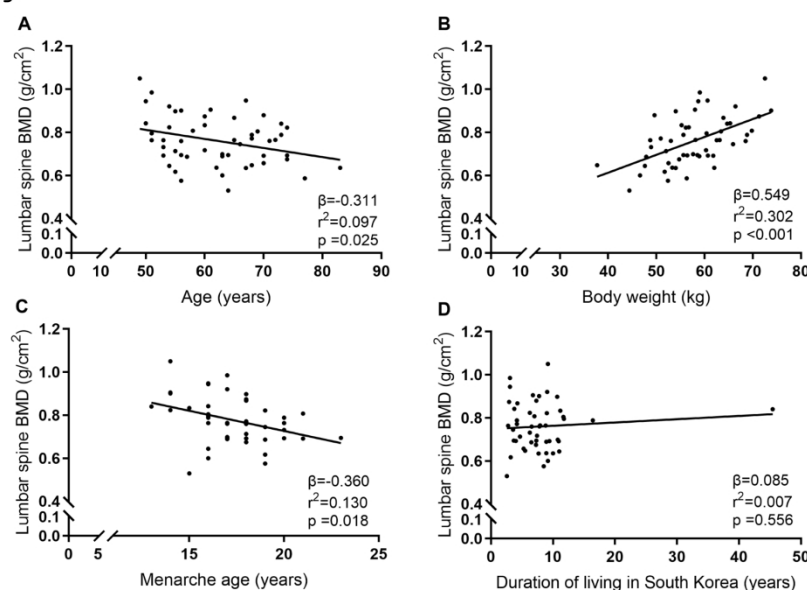 A
Lumbar spine BMD (g/cm²)
1.2
1.0
0.8
0.6
0.4
0.1
0.0
β=-0.311
r²=0.097
p =0.025
0 10 50 60 70 80 90
Age (years)
B
Lumbar spine BMD (g/cm²)
1.2
1.0
0.8
0.6
0.4
0.1
0.0
β=0.549
r²=0.302
p <0.001
0 10 30 40 50 60 70 80
Body weight (kg)
C
Lumbar spine BMD (g/cm²)
1.2
1.0
0.8
0.6
0.4
0.1
0.0
β=-0.360
r²=0.130
p =0.018
0 5 15 20 25
Menarche age (years)
D
Lumbar spine BMD (g/cm²)
1.2
1.0
0.8
0.6
0.4
0.1
0.0
β=0.085
r²=0.007
p =0.556
0 10 20 30 40 50
Duration of living in South Korea (years)